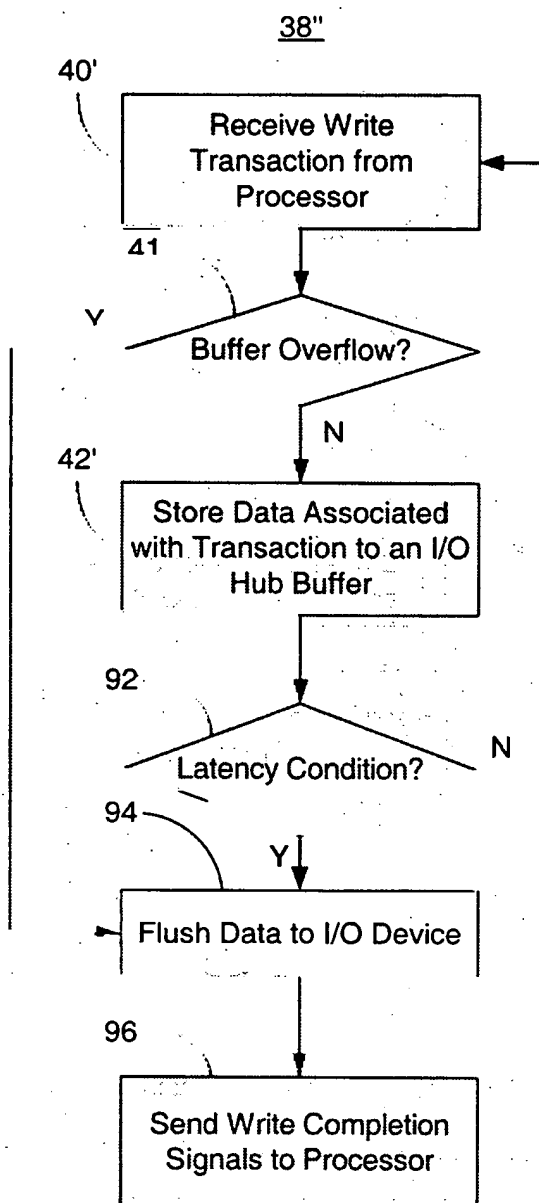 38"
40'
Receive Write
Transaction from
Processor
41
Y
Buffer Overflow?
N
42'
Store Data Associated
with Transaction to an I/O
Hub Buffer
92
N
Latency Condition?
94
Y
Flush Data to I/O Device
96
Send Write Completion
Signals to Processor